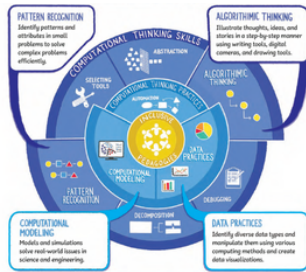 PATTERN RECOGNITION
Identify patterns and
attributes in small
problems to solve
complex problems
efficiently.
ALGORITHMIC THINKING
Illustrate thoughts, ideas, and
stories in a step-by-step manner
using writing tools, digital
cameras, and drawing tools.
COMPUTATIONAL THINKING SKILLS
ABSTRACTION
SELECTING
TOOLS
ALGORITHMIC
THINKING
COMPUTATIONAL THINKING PRACTICES
AUTOMATION
INCLUSIVE
PEDAGOGIES
DATA
PRACTICES
COMPUTATIONAL
MODELING
PATTERN
RECOGNITION
DEBUGGING
DECOMPOSITION
COMPUTATIONAL
MODELING
Models and simulations
solve real-world issues in
science and engineering.
DATA PRACTICES
Identify diverse data types and
manipulate them using various
computing methods and create
data visualizations.